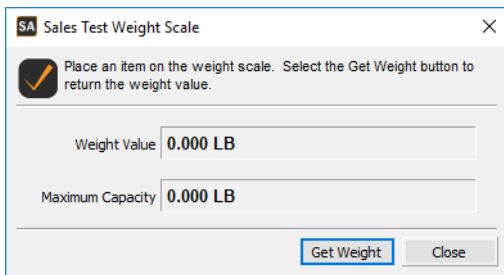 SA Sales Test Weight Scale
Place an item on the weight scale.  Select the Get Weight button to
return the weight value.
Weight Value 0.000 LB
Maximum Capacity 0.000 LB
Get Weight Close